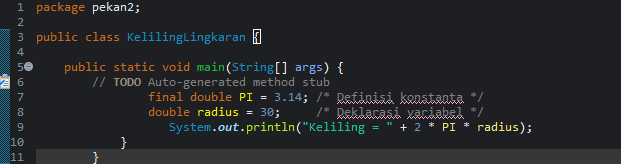 1 package pekan2;
2
3 public class KelilingLingkaran {
4
5 public static void main(String[] args) {
6 // TODO Auto-generated method stub
7 final double PI = 3.14; /* Definisi konstanta */
8 double radius = 30; /* Deklarasi variabel */
9 System.out.println("Keliling = " + 2 * PI * radius);
10 }
11 }